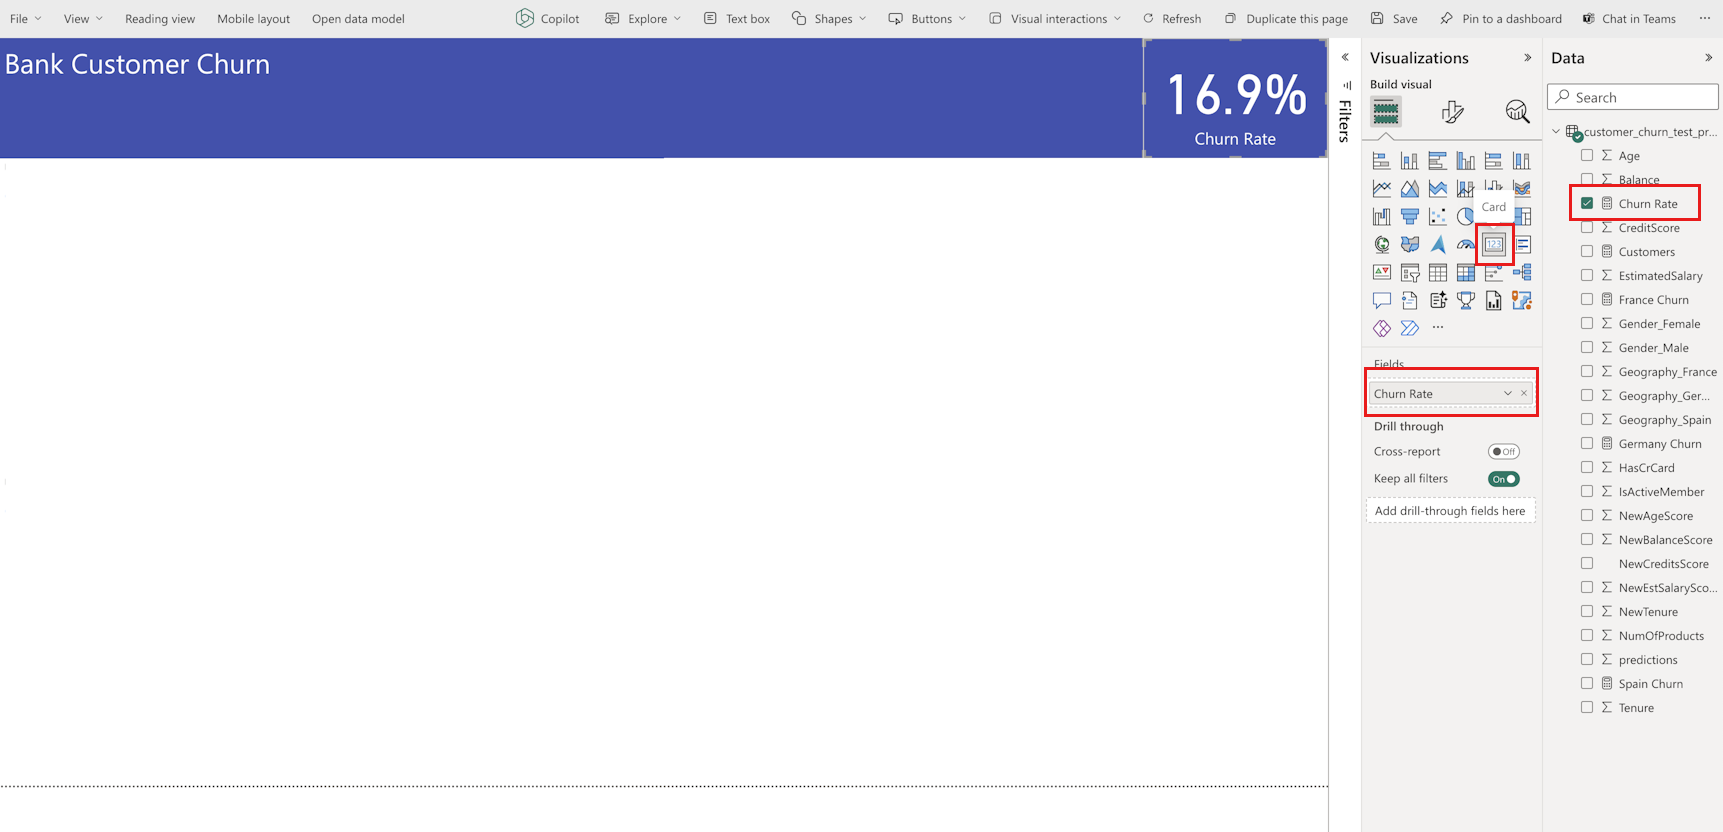 File View Reading view Mobile layout Open data model Copilot Explore Text box Shapes Buttons Visual interactions Refresh Duplicate this page Save Pin to a dashboard Chat in Teams ...
Bank Customer Churn
16.9%
Churn Rate
Filters
Visualizations
Build visual
Card
123
Fields
Churn Rate
Drill through
Cross-report Off
Keep all filters On
Add drill-through fields here
Data
Search
customer_churn_test_pr...
Age
Balance
Churn Rate
CreditScore
Customers
EstimatedSalary
France Churn
Gender_Female
Gender_Male
Geography_France
Geography_Ger...
Geography_Spain
Germany Churn
HasCrCard
IsActiveMember
NewAgeScore
NewBalanceScore
NewCreditsScore
NewEstSalarySco...
NewTenure
NumOfProducts
predictions
Spain Churn
Tenure